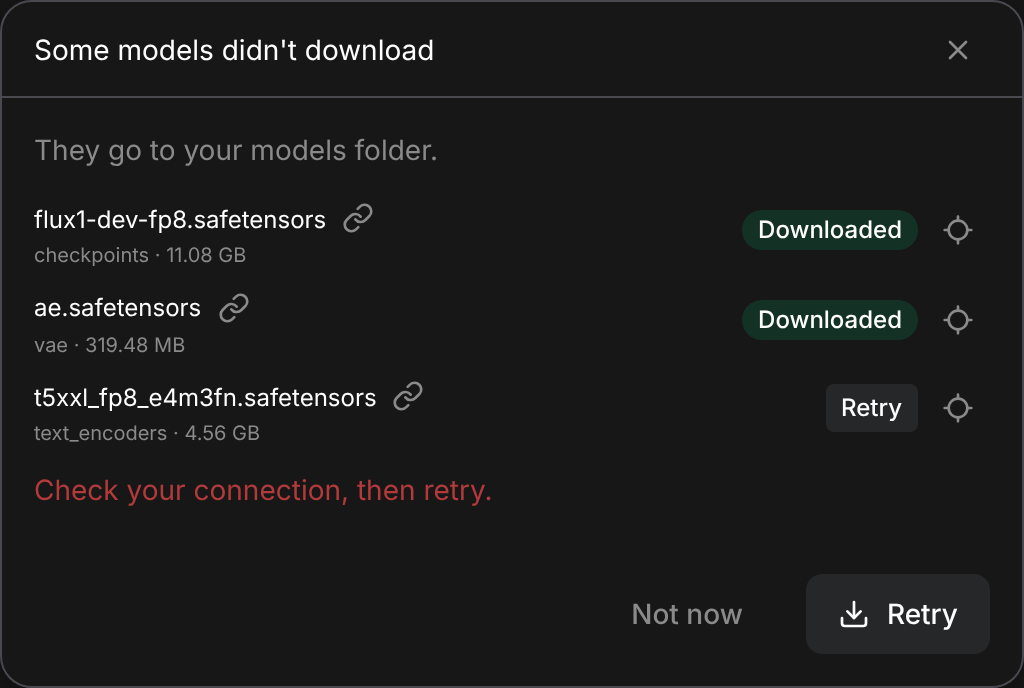 Some models didn't download
They go to your models folder.
flux1-dev-fp8.safetensors
Downloaded
checkpoints · 11.08 GB
ae.safetensors
Downloaded
vae · 319.48 MB
t5xxl_fp8_e4m3fn.safetensors
Retry
text_encoders · 4.56 GB
Check your connection, then retry.
Not now
Retry